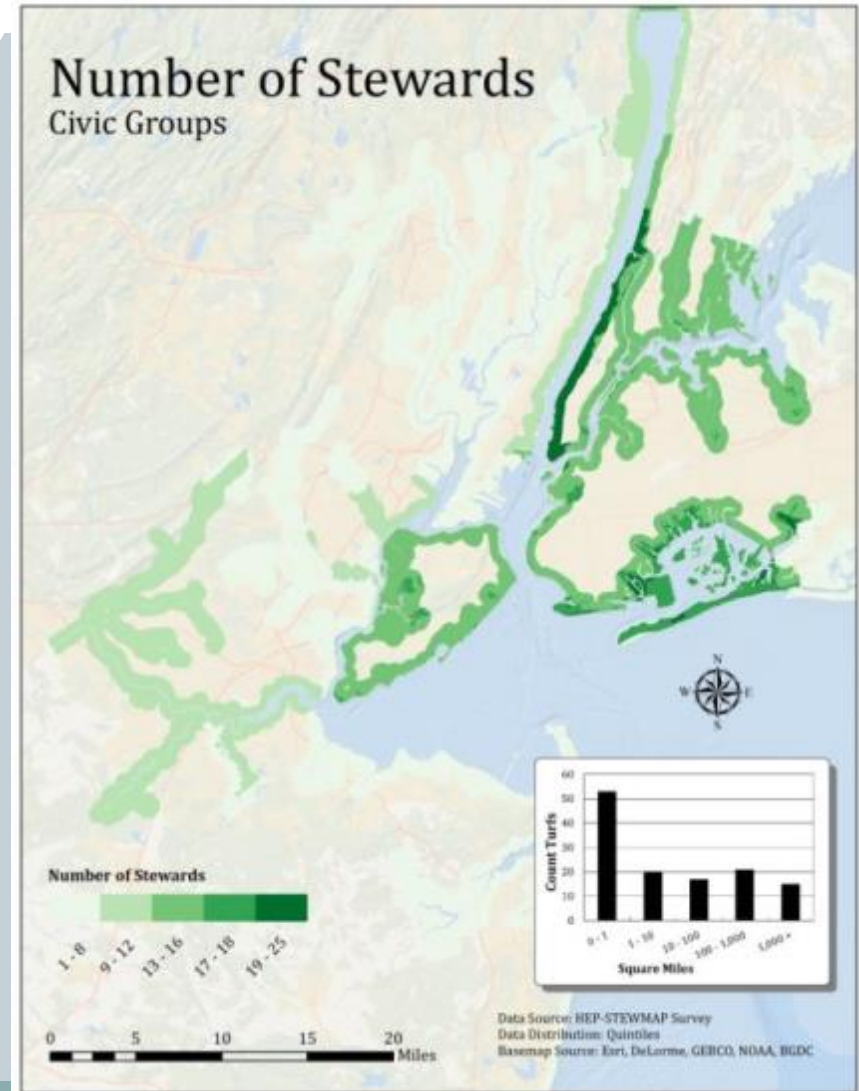 Number of Stewards
Civic Groups
N
W E
S
60
50
40
30
20
10
0
Count Turfs
0 - 1
1 - 10
10 - 100
100 - 1,000
1,000 +
Square Miles
Number of Stewards
1 - 8
9 - 12
13 - 16
17 - 18
19 - 25
0 5 10 15 20
Miles
Data Source: HEP-STEWMAP Survey
Data Distribution: Quintiles
Basemap Source: Esri, DeLorme, GEBCO, NOAA, BGDC